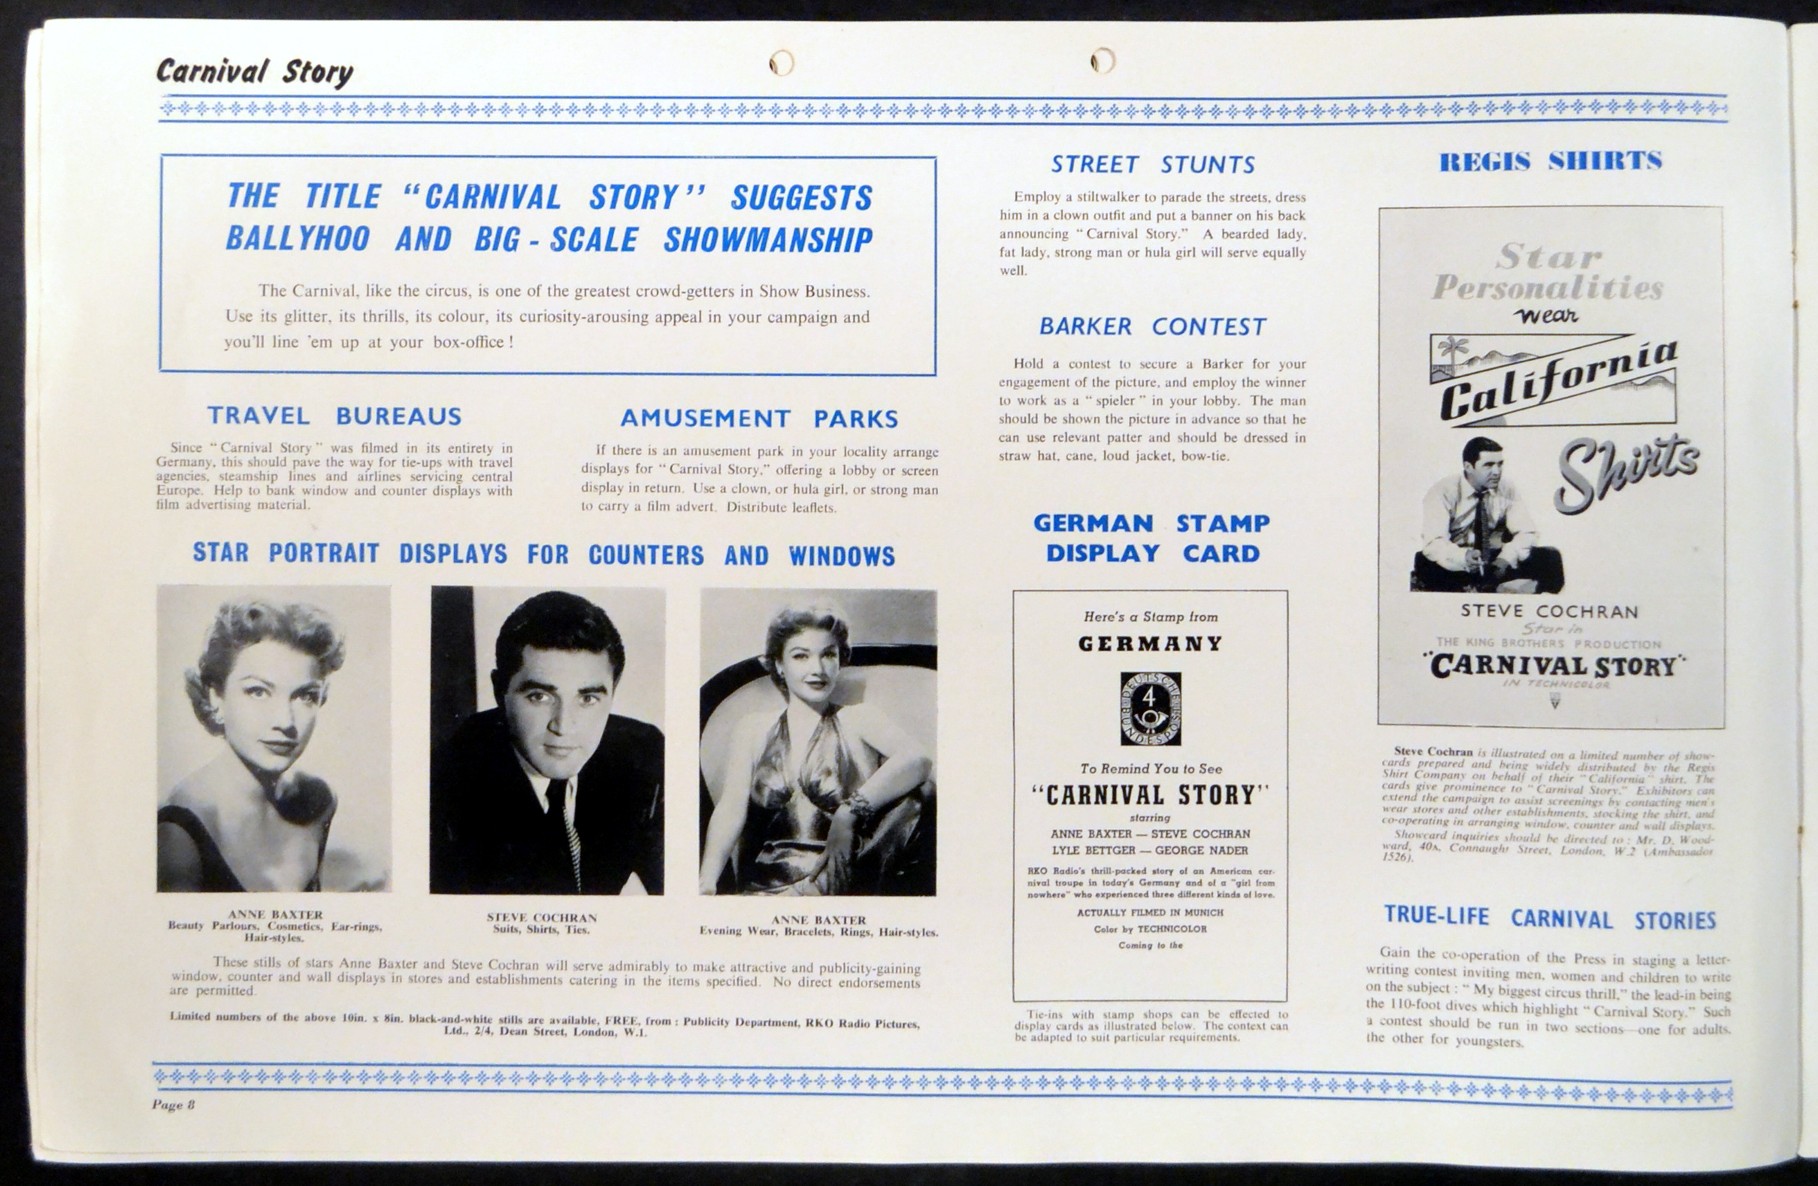 Carnival Story
THE TITLE “CARNIVAL STORY” SUGGESTS
BALLYHOO AND BIG - SCALE SHOWMANSHIP
The Carnival, like the circus, is one of the greatest crowd-getters in Show Business.
Use its glitter, its thrills, its colour, its curiosity-arousing appeal in your campaign and
you'll line 'em up at your box-office !
TRAVEL BUREAUS
Since “Carnival Story” was filmed in its entirety in
Germany, this should pave the way for tie-ups with travel
agencies, steamship lines and airlines servicing central
Europe. Help to bank window and counter displays with
film advertising material.
AMUSEMENT PARKS
If there is an amusement park in your locality arrange
displays for “Carnival Story,” offering a lobby or screen
display in return. Use a clown, or hula girl, or strong man
to carry a film advert. Distribute leaflets.
STAR PORTRAIT DISPLAYS FOR COUNTERS AND WINDOWS
ANNE BAXTER
Beauty Parlours, Cosmetics, Ear-rings,
Hair-styles.
STEVE COCHRAN
Suits, Shirts, Ties.
ANNE BAXTER
Evening Wear, Bracelets, Rings, Hair-styles.
These stills of stars Anne Baxter and Steve Cochran will serve admirably to make attractive and publicity-gaining
window, counter and wall displays in stores and establishments catering in the items specified. No direct endorsements
are permitted.
Limited numbers of the above 10in. x 8in. black-and-white stills are available, FREE, from : Publicity Department, RKO Radio Pictures,
Ltd., 2/4, Dean Street, London, W.1.
STREET STUNTS
Employ a stiltwalker to parade the streets, dress
him in a clown outfit and put a banner on his back
announcing “Carnival Story.” A bearded lady,
fat lady, strong man or hula girl will serve equally
well.
BARKER CONTEST
Hold a contest to secure a Barker for your
engagement of the picture, and employ the winner
to work as a “spieler” in your lobby. The man
should be shown the picture in advance so that he
can use relevant patter and should be dressed in
straw hat, cane, loud jacket, bow-tie.
GERMAN STAMP
DISPLAY CARD
Here's a Stamp from
GERMANY
DEUTSCHE
4
BUNDESPOST
To Remind You to See
“CARNIVAL STORY”
starring
ANNE BAXTER — STEVE COCHRAN
LYLE BETTGER — GEORGE NADER
RKO Radio's thrill-packed story of an American car-
nival troupe in today's Germany and of a “girl from
nowhere” who experienced three different kinds of love.
ACTUALLY FILMED IN MUNICH
Color by TECHNICOLOR
Coming to the
Tie-ins with stamp shops can be effected to
display cards as illustrated below. The context can
be adapted to suit particular requirements.
REGIS SHIRTS
Star
Personalities
wear
California
Shirts
STEVE COCHRAN
Star in
THE KING BROTHERS PRODUCTION
“CARNIVAL STORY”
IN TECHNICOLOR
Steve Cochran is illustrated on a limited number of show-
cards prepared and being widely distributed by the Regis
Shirt Company on behalf of their “California” shirt. The
cards give prominence to “Carnival Story.” Exhibitors can
extend the campaign to assist screenings by contacting men's
wear stores and other establishments, stocking the shirt, and
co-operating in arranging window, counter and wall displays.
Showcard inquiries should be directed to : Mr. D. Wood-
ward, 40a, Connaught Street, London, W.2 (Ambassador
1526).
TRUE-LIFE CARNIVAL STORIES
Gain the co-operation of the Press in staging a letter-
writing contest inviting men, women and children to write
on the subject : “My biggest circus thrill,” the lead-in being
the 110-foot dives which highlight “Carnival Story.” Such
a contest should be run in two sections—one for adults,
the other for youngsters.
Page 8